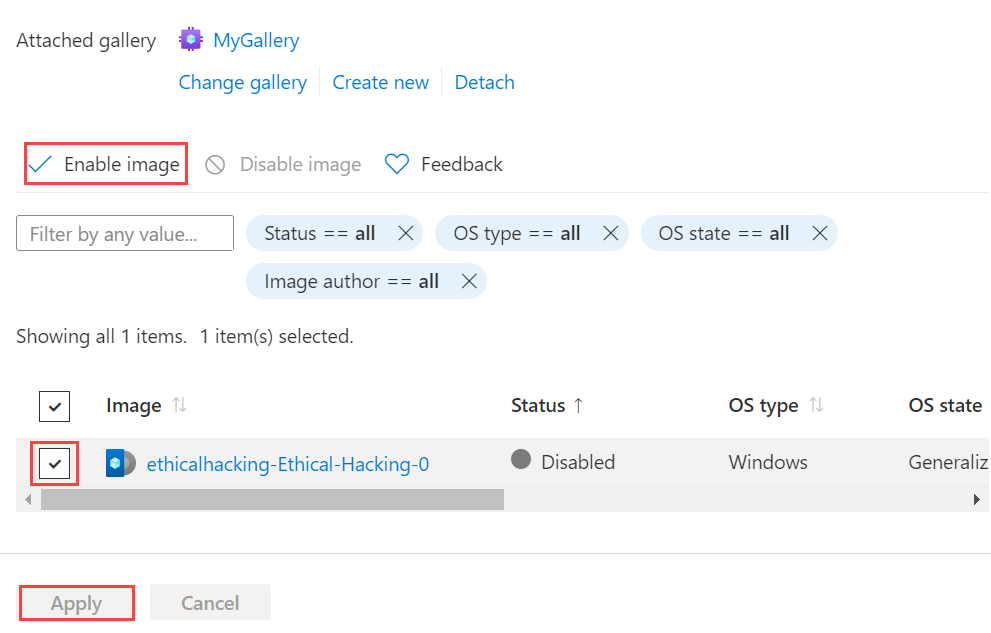 Attached gallery MyGallery
Change gallery Create new Detach
Enable image Disable image Feedback
Filter by any value... Status == all OS type == all OS state == all
Image author == all
Showing all 1 items. 1 item(s) selected.
Image Status OS type OS state
ethicalhacking-Ethical-Hacking-0 Disabled Windows Generaliz
Apply Cancel